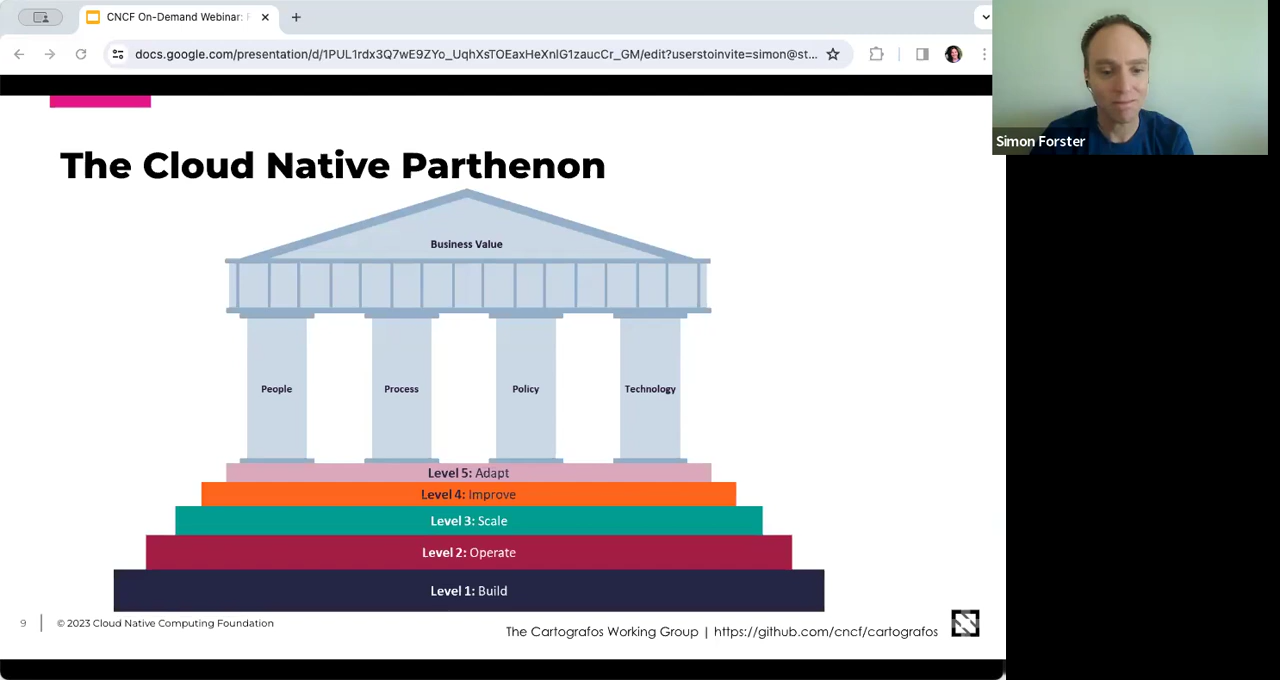 CNCF On-Demand Webinar:
docs.google.com/presentation/d/1PUL1rdx3Q7wE9ZYo_UqhXsTOEaxHeXnlG1zaucCr_GM/edit?userstoinvite=simon@st...
Simon Forster
The Cloud Native Parthenon
Business Value
People
Process
Policy
Technology
Level 5: Adapt
Level 4: Improve
Level 3: Scale
Level 2: Operate
Level 1: Build
9
© 2023 Cloud Native Computing Foundation
The Cartografos Working Group | https://github.com/cncf/cartografos